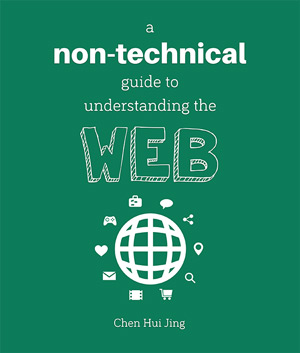 a
non-technical
guide to
understanding the
WEB
Chen Hui Jing